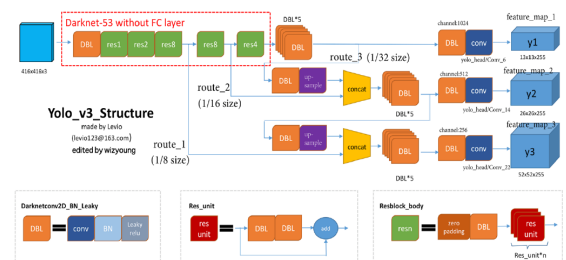 Darknet-53 without FC layer
DBL*5
channel:1024
feature_map_1
DBL
res1
res2
res8
res8
res4
DBL
conv
y1
route_3 (1/32 size)
yolo_head/Conv_6
13x13x255
416x416x3
route_2
(1/16 size)
DBL
up-
sample
concat
DBL*5
channel:512
feature_map_2
DBL
conv
y2
yolo_head/Conv_14
26x26x255
Yolo_v3_Structure
made by Levio
(levio123@163.com)
edited by wizyoung
route_1
(1/8 size)
DBL
up-
sample
concat
DBL*5
channel:256
feature_map_3
DBL
conv
y3
yolo_head/Conv_22
52x52x255
Darknetconv2D_BN_Leaky
DBL
conv
BN
Leaky
relu
Res_unit
res
unit
DBL
DBL
add
Resblock_body
resn
zero
padding
DBL
res
unit
Res_unit*n